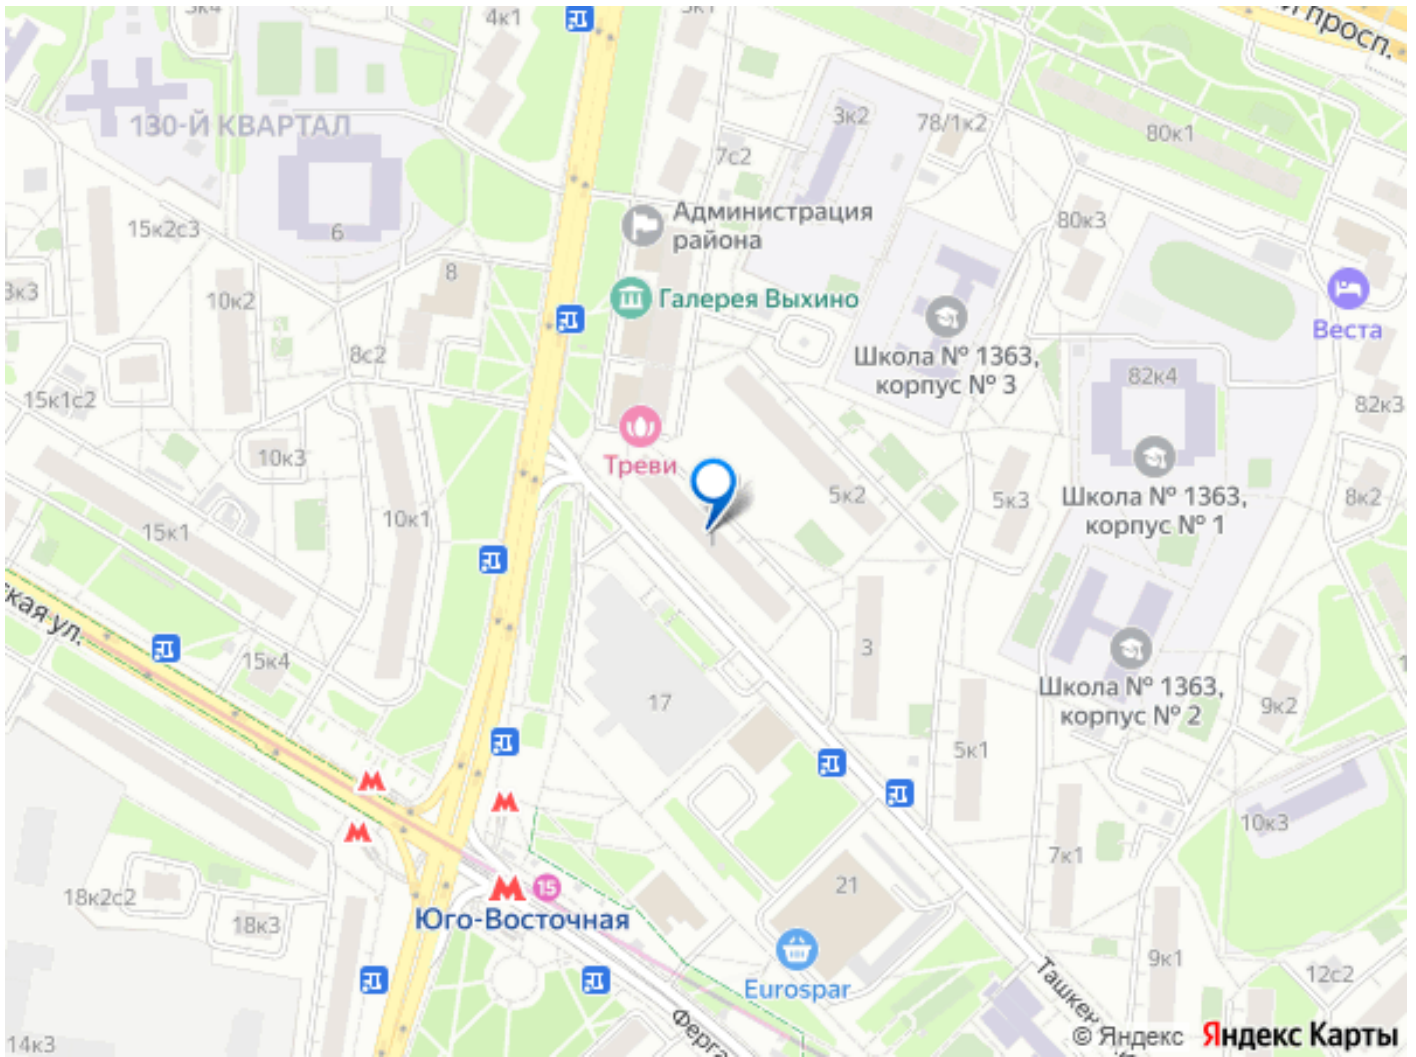 4к1
й просп.
3к2
78/1к2
80к1
130-Й КВАРТАЛ
7с2
Администрация
района
80к3
15к2с3
6
8
3к3
10к2
Галерея Выхино
Веста
Школа № 1363,
корпус № 3
8с2
82к4
15к1с2
82к3
Треви
10к3
5к2
5к3
Школа № 1363,
корпус № 1
8к2
15к1
10к1
1
ская ул.
15к4
3
17
Школа № 1363,
корпус № 2
9к2
5к1
10к3
7к1
21
18к2с2
18к3
15
Юго-Восточная
9к1
12с2
Eurospar
Ташкен
Ферга
14к3
© Яндекс Яндекс Карты